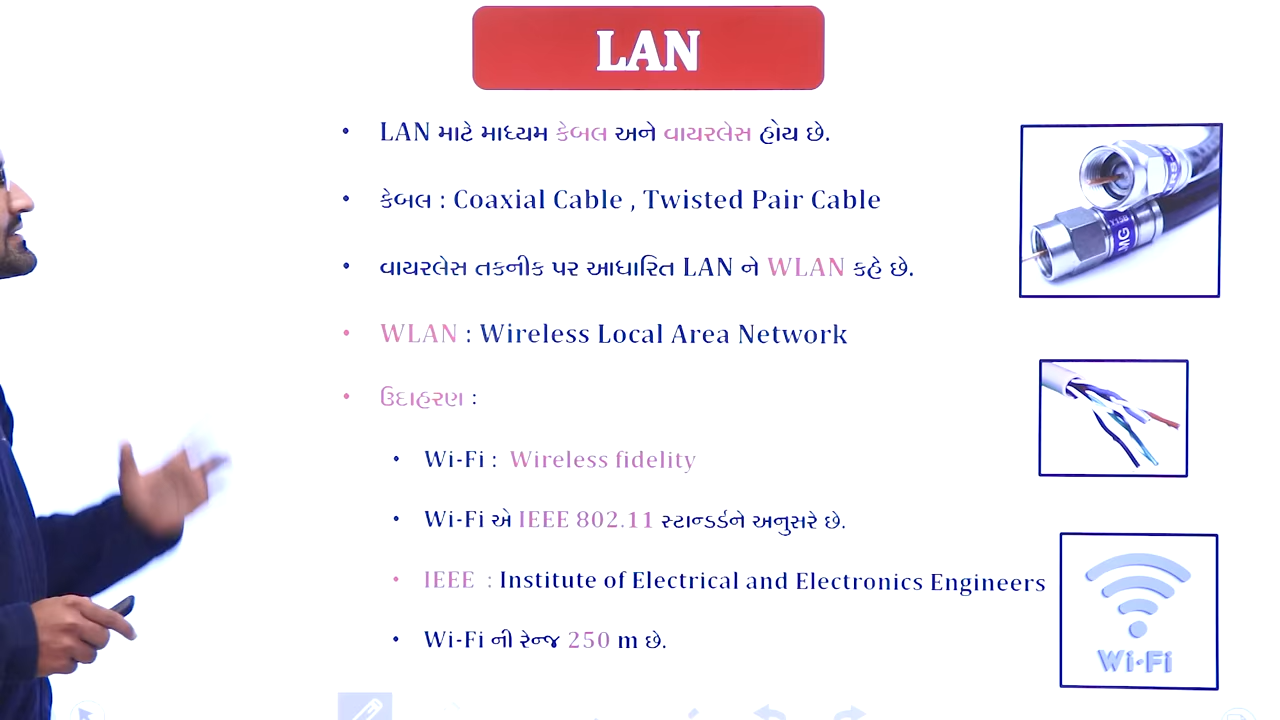 LAN
• LAN માટે માધ્યમ કેબલ અને વાયરલેસ હોય છે.
• કેબલ : Coaxial Cable , Twisted Pair Cable
• વાયરલેસ તકનીક પર આધારિત LAN ને WLAN કહે છે.
• WLAN : Wireless Local Area Network
• ઉદાહરણ :
• Wi-Fi : Wireless fidelity
• Wi-Fi એ IEEE 802.11 સ્ટાન્ડર્ડને અનુસરે છે.
• IEEE : Institute of Electrical and Electronics Engineers
• Wi-Fi ની રેન્જ 250 m છે.
Wi-Fi